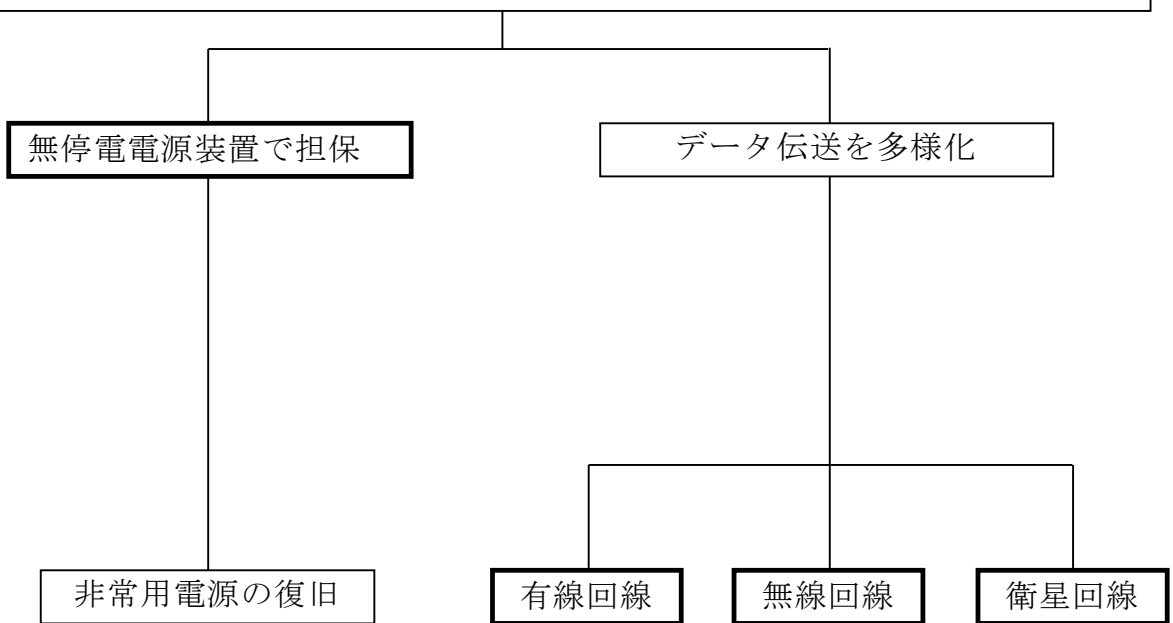 無停電電源装置で担保
データ伝送を多様化
非常用電源の復旧
有線回線
無線回線
衛星回線